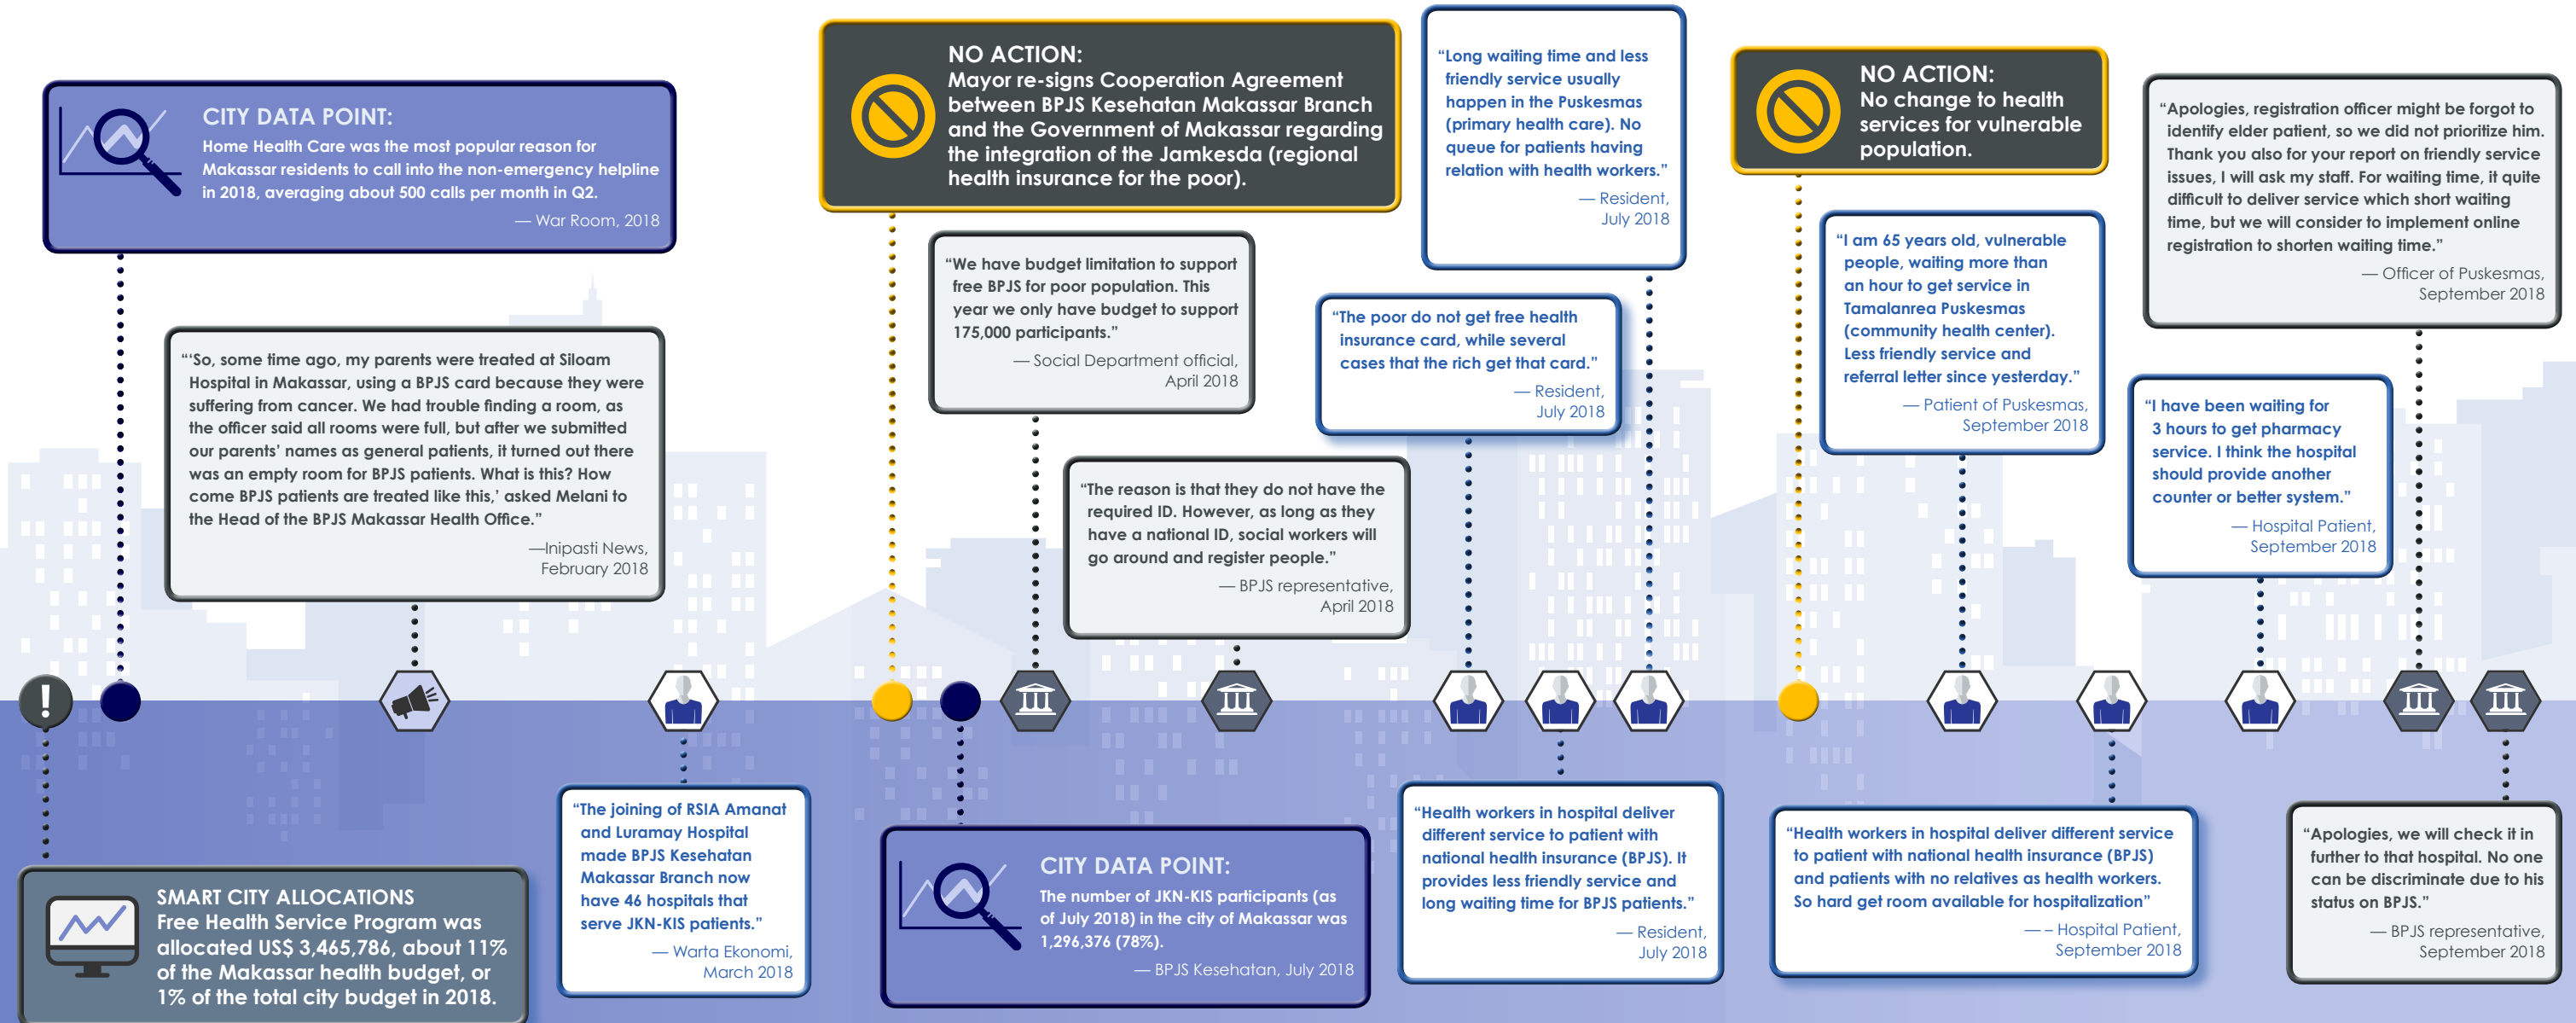 CITY DATA POINT:
Home Health Care was the most popular reason for
Makassar residents to call into the non-emergency helpline
in 2018, averaging about 500 calls per month in Q2.
— War Room, 2018
“‘So, some time ago, my parents were treated at Siloam
Hospital in Makassar, using a BPJS card because they were
suffering from cancer. We had trouble finding a room, as
the officer said all rooms were full, but after we submitted
our parents’ names as general patients, it turned out there
was an empty room for BPJS patients. What is this? How
come BPJS patients are treated like this,’ asked Melani to
the Head of the BPJS Makassar Health Office.”
—Inipasti News,
February 2018
!
SMART CITY ALLOCATIONS
Free Health Service Program was
allocated US$ 3,465,786, about 11%
of the Makassar health budget, or
1% of the total city budget in 2018.
“The joining of RSIA Amanat
and Luramay Hospital
made BPJS Kesehatan
Makassar Branch now
have 46 hospitals that
serve JKN-KIS patients.”
— Warta Ekonomi,
March 2018
NO ACTION:
Mayor re-signs Cooperation Agreement
between BPJS Kesehatan Makassar Branch
and the Government of Makassar regarding
the integration of the Jamkesda (regional
health insurance for the poor).
“We have budget limitation to support
free BPJS for poor population. This
year we only have budget to support
175,000 participants.”
— Social Department official,
April 2018
“The reason is that they do not have the
required ID. However, as long as they
have a national ID, social workers will
go around and register people.”
— BPJS representative,
April 2018
CITY DATA POINT:
The number of JKN-KIS participants (as
of July 2018) in the city of Makassar was
1,296,376 (78%).
— BPJS Kesehatan, July 2018
“Long waiting time and less
friendly service usually
happen in the Puskesmas
(primary health care). No
queue for patients having
relation with health workers.”
— Resident,
July 2018
“The poor do not get free health
insurance card, while several
cases that the rich get that card.”
— Resident,
July 2018
“Health workers in hospital deliver
different service to patient with
national health insurance (BPJS). It
provides less friendly service and
long waiting time for BPJS patients.”
— Resident,
July 2018
NO ACTION:
No change to health
services for vulnerable
population.
“I am 65 years old, vulnerable
people, waiting more than
an hour to get service in
Tamalanrea Puskesmas
(community health center).
Less friendly service and
referral letter since yesterday.”
— Patient of Puskesmas,
September 2018
“Health workers in hospital deliver different service
to patient with national health insurance (BPJS)
and patients with no relatives as health workers.
So hard get room available for hospitalization”
— – Hospital Patient,
September 2018
“I have been waiting for
3 hours to get pharmacy
service. I think the hospital
should provide another
counter or better system.”
— Hospital Patient,
September 2018
“Apologies, registration officer might be forgot to
identify elder patient, so we did not prioritize him.
Thank you also for your report on friendly service
issues, I will ask my staff. For waiting time, it quite
difficult to deliver service which short waiting
time, but we will consider to implement online
registration to shorten waiting time.”
— Officer of Puskesmas,
September 2018
“Apologies, we will check it in
further to that hospital. No one
can be discriminate due to his
status on BPJS.”
— BPJS representative,
September 2018